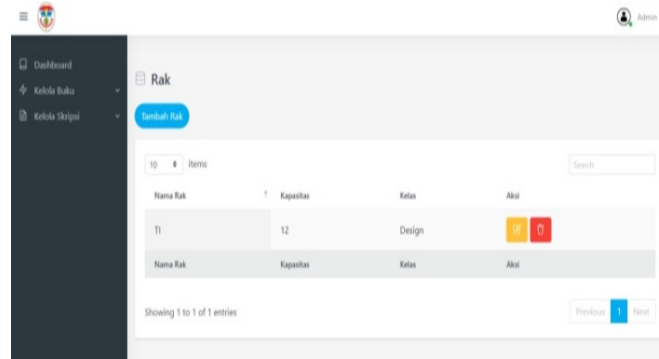 Admin
Dashboard
Kelola Buku
Kelola Skripsi
Rak
Tambah Rak
10 items
Search
Nama Rak Kapasitas Kelas Aksi
TI 12 Design
Nama Rak Kapasitas Kelas Aksi
Showing 1 to 1 of 1 entries
Previous 1 Next